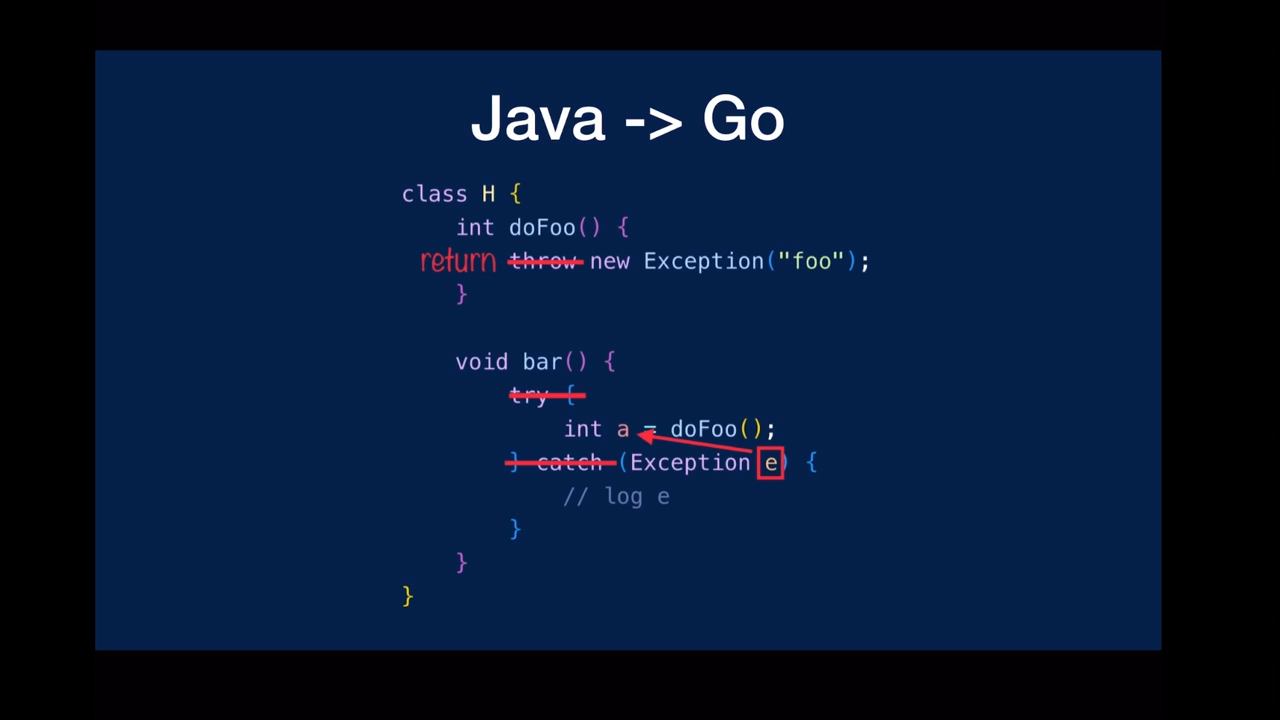 Java -> Go
class H {
int doFoo() {
return throw new Exception("foo");
}
void bar() {
try {
int a = doFoo();
} catch (Exception e) {
// log e
}
}
}